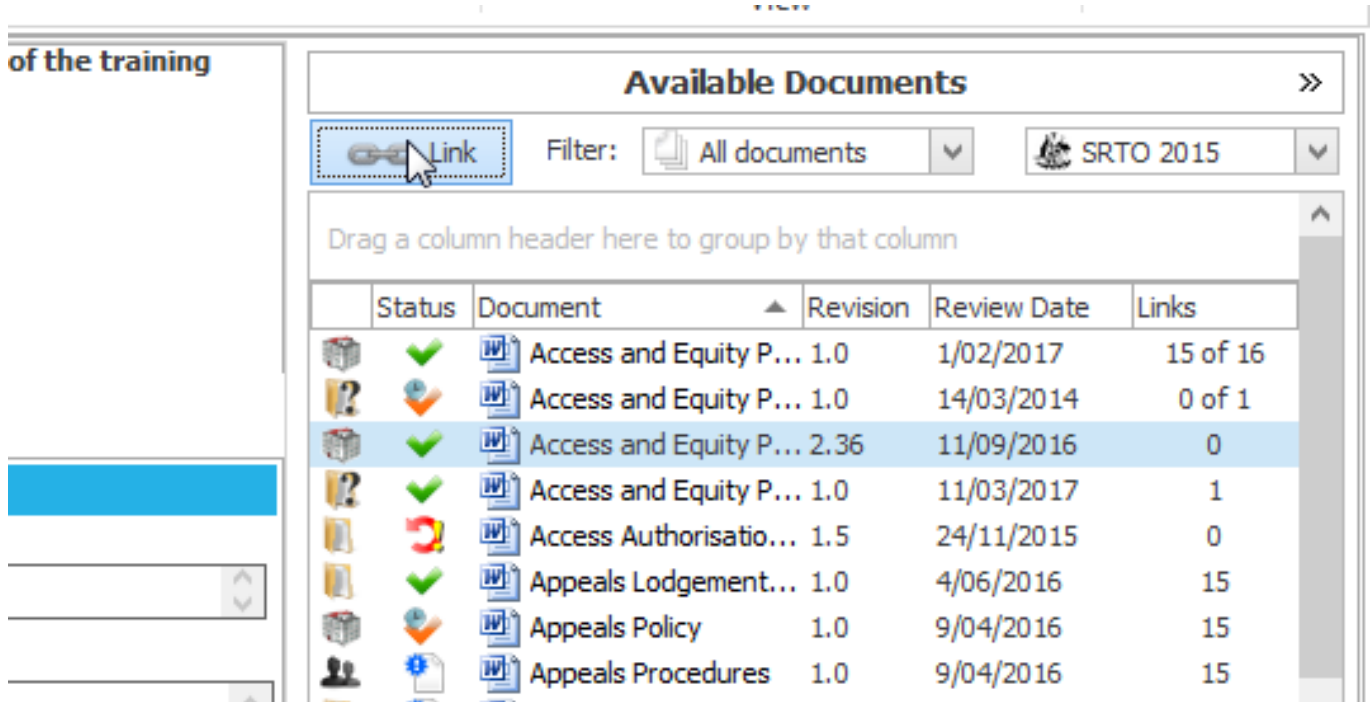 View
of the training
Available Documents »
Link Filter: All documents SRTO 2015
Drag a column header here to group by that column
Status Document Revision Review Date Links
Access and Equity P... 1.0 1/02/2017 15 of 16
Access and Equity P... 1.0 14/03/2014 0 of 1
Access and Equity P... 2.36 11/09/2016 0
Access and Equity P... 1.0 11/03/2017 1
Access Authorisatio... 1.5 24/11/2015 0
Appeals Lodgement... 1.0 4/06/2016 15
Appeals Policy 1.0 9/04/2016 15
Appeals Procedures 1.0 9/04/2016 15